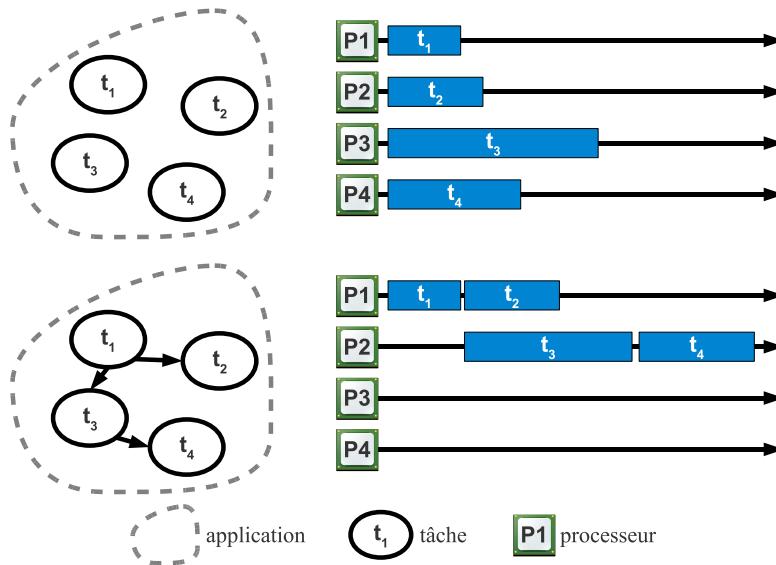 t1
t2
t3
t4
P1 t1
P2 t2
P3 t3
P4 t4
t1
t2
t3
t4
P1 t1 t2
P2 t3 t4
P3
P4
application t1 tâche P1 processeur